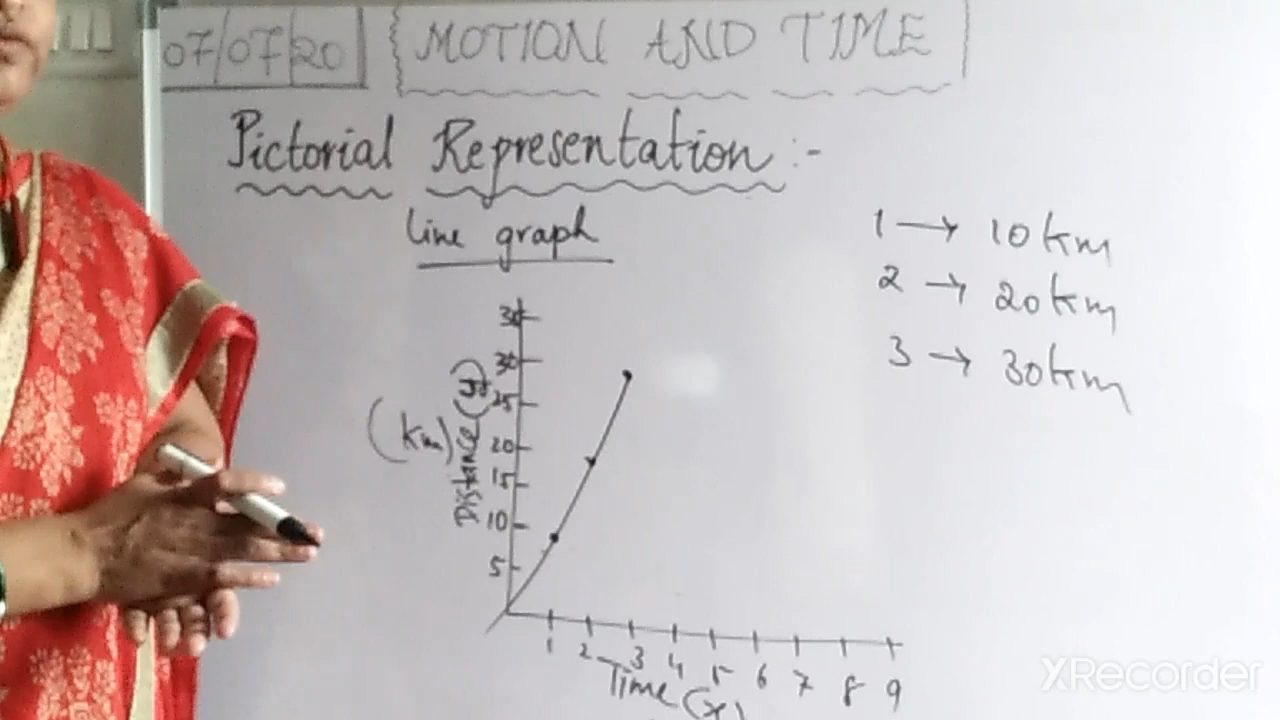 07/07/20
MOTION AND TIME
Pictorial Representation :-
line graph
1 → 10 km
2 → 20 km
3 → 30 km
30
25
20
15
10
5
(Km)
Distance (y)
1 2 3 4 5 6 7 8 9
Time (x)
XRecorder